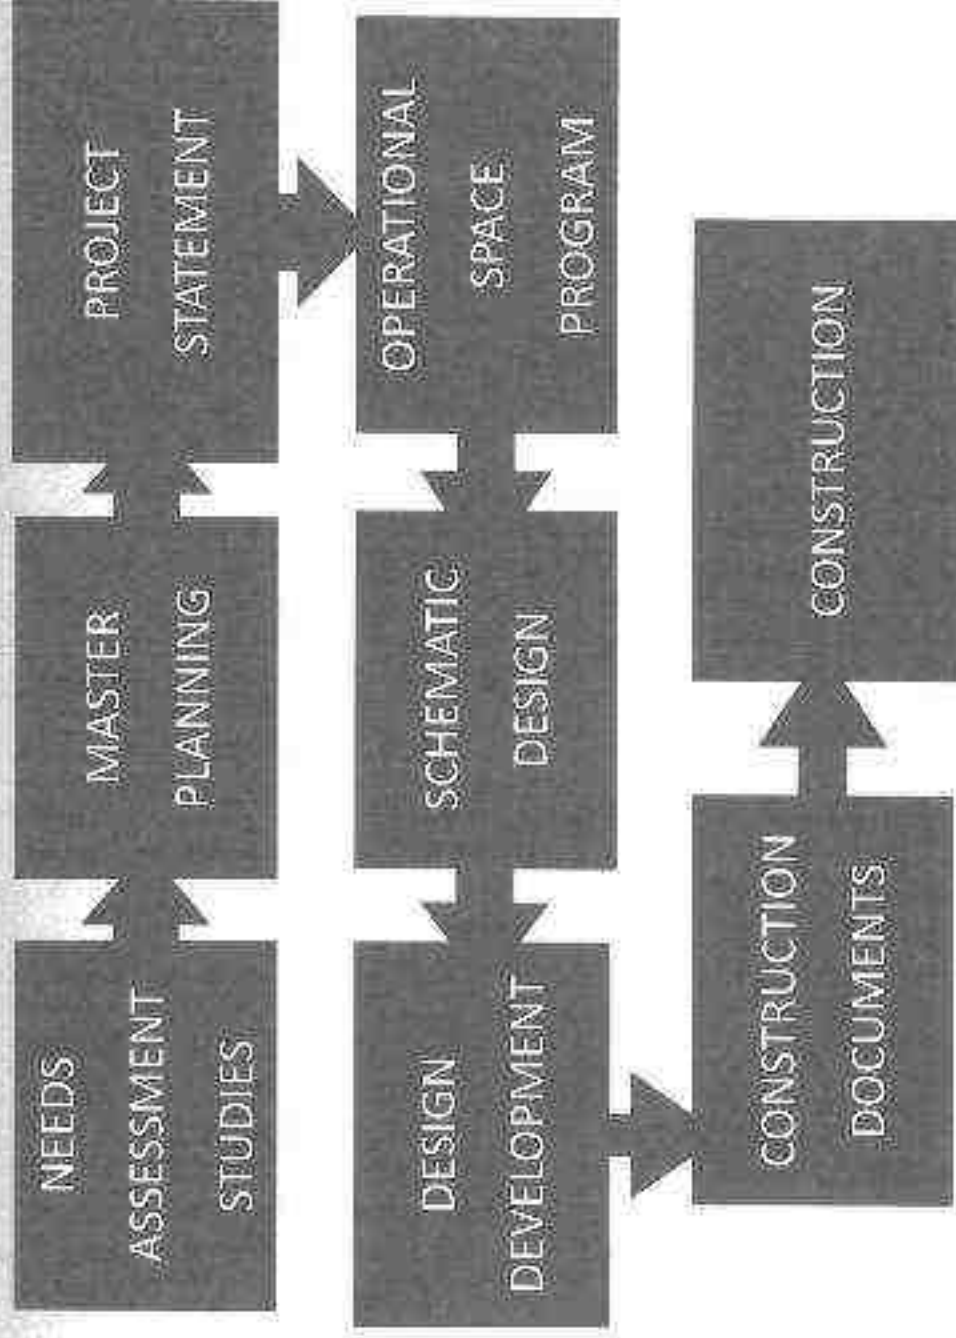 NEEDS
ASSESSMENT
STUDIES
MASTER
PLANNING
PROJECT
STATEMENT
OPERATIONAL
SPACE
PROGRAM
SCHEMATIC
DESIGN
DESIGN
DEVELOPMENT
CONSTRUCTION
DOCUMENTS
CONSTRUCTION